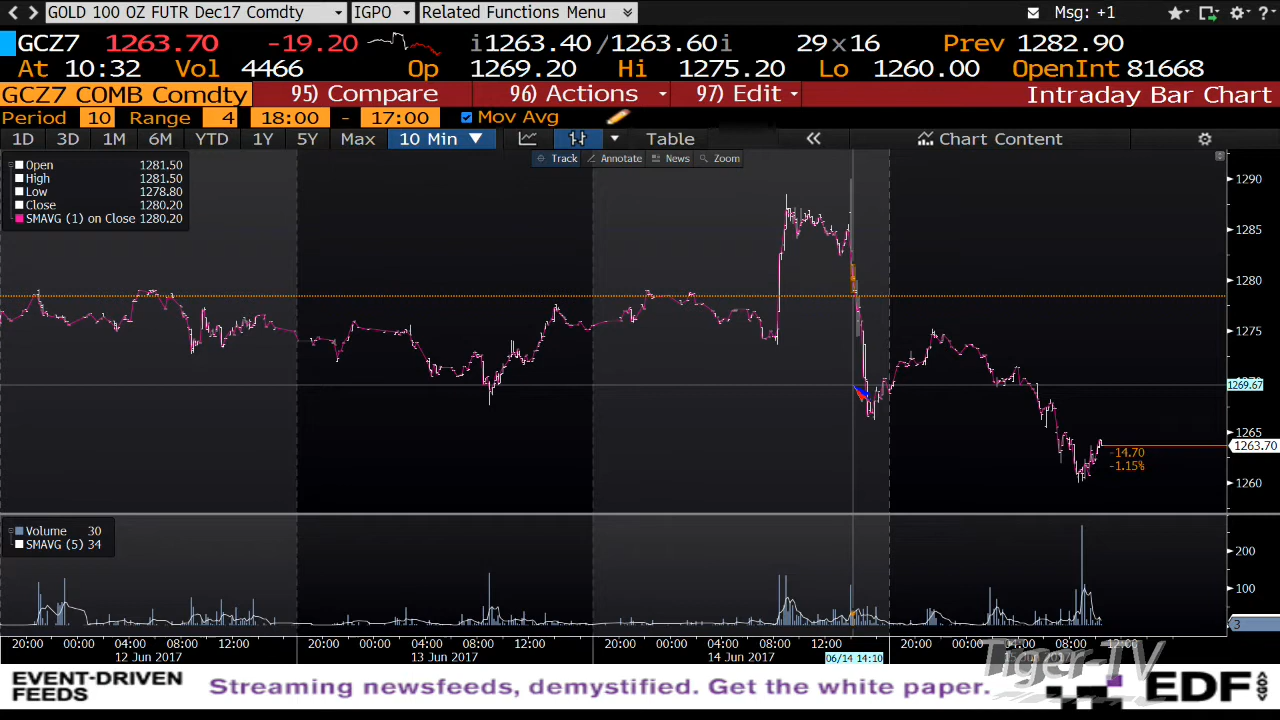 GOLD 100 OZ FUTR Dec17 Comdty IGPO Related Functions Menu Msg: +1
GCZ7 1263.70 -19.20 i1263.40/1263.60i 29x16 Prev 1282.90
At 10:32 Vol 4466 Op 1269.20 Hi 1275.20 Lo 1260.00 OpenInt 81668
GCZ7 COMB Comdty 95) Compare 96) Actions 97) Edit Intraday Bar Chart
Period 10 Range 4 18:00 - 17:00 Mov Avg
1D 3D 1M 6M YTD 1Y 5Y Max 10 Min Table Chart Content
Track Annotate News Zoom
Open 1281.50
High 1281.50
Low 1278.80
Close 1280.20
SMAVG (1) on Close 1280.20
1290
1285
1280
1275
1269.67
1265
1263.70
-14.70
-1.15%
1260
Volume 30
SMAVG (5) 34
200
100
3
20:00 00:00 04:00 08:00 12:00 20:00 00:00 04:00 08:00 12:00 20:00 00:00 04:00 08:00 12:00 20:00 00:00 04:00 08:00 12:00
12 Jun 2017 13 Jun 2017 14 Jun 2017 06/14 14:10
Tiger-TV
EVENT-DRIVEN
FEEDS
Streaming newsfeeds, demystified. Get the white paper.
EDF